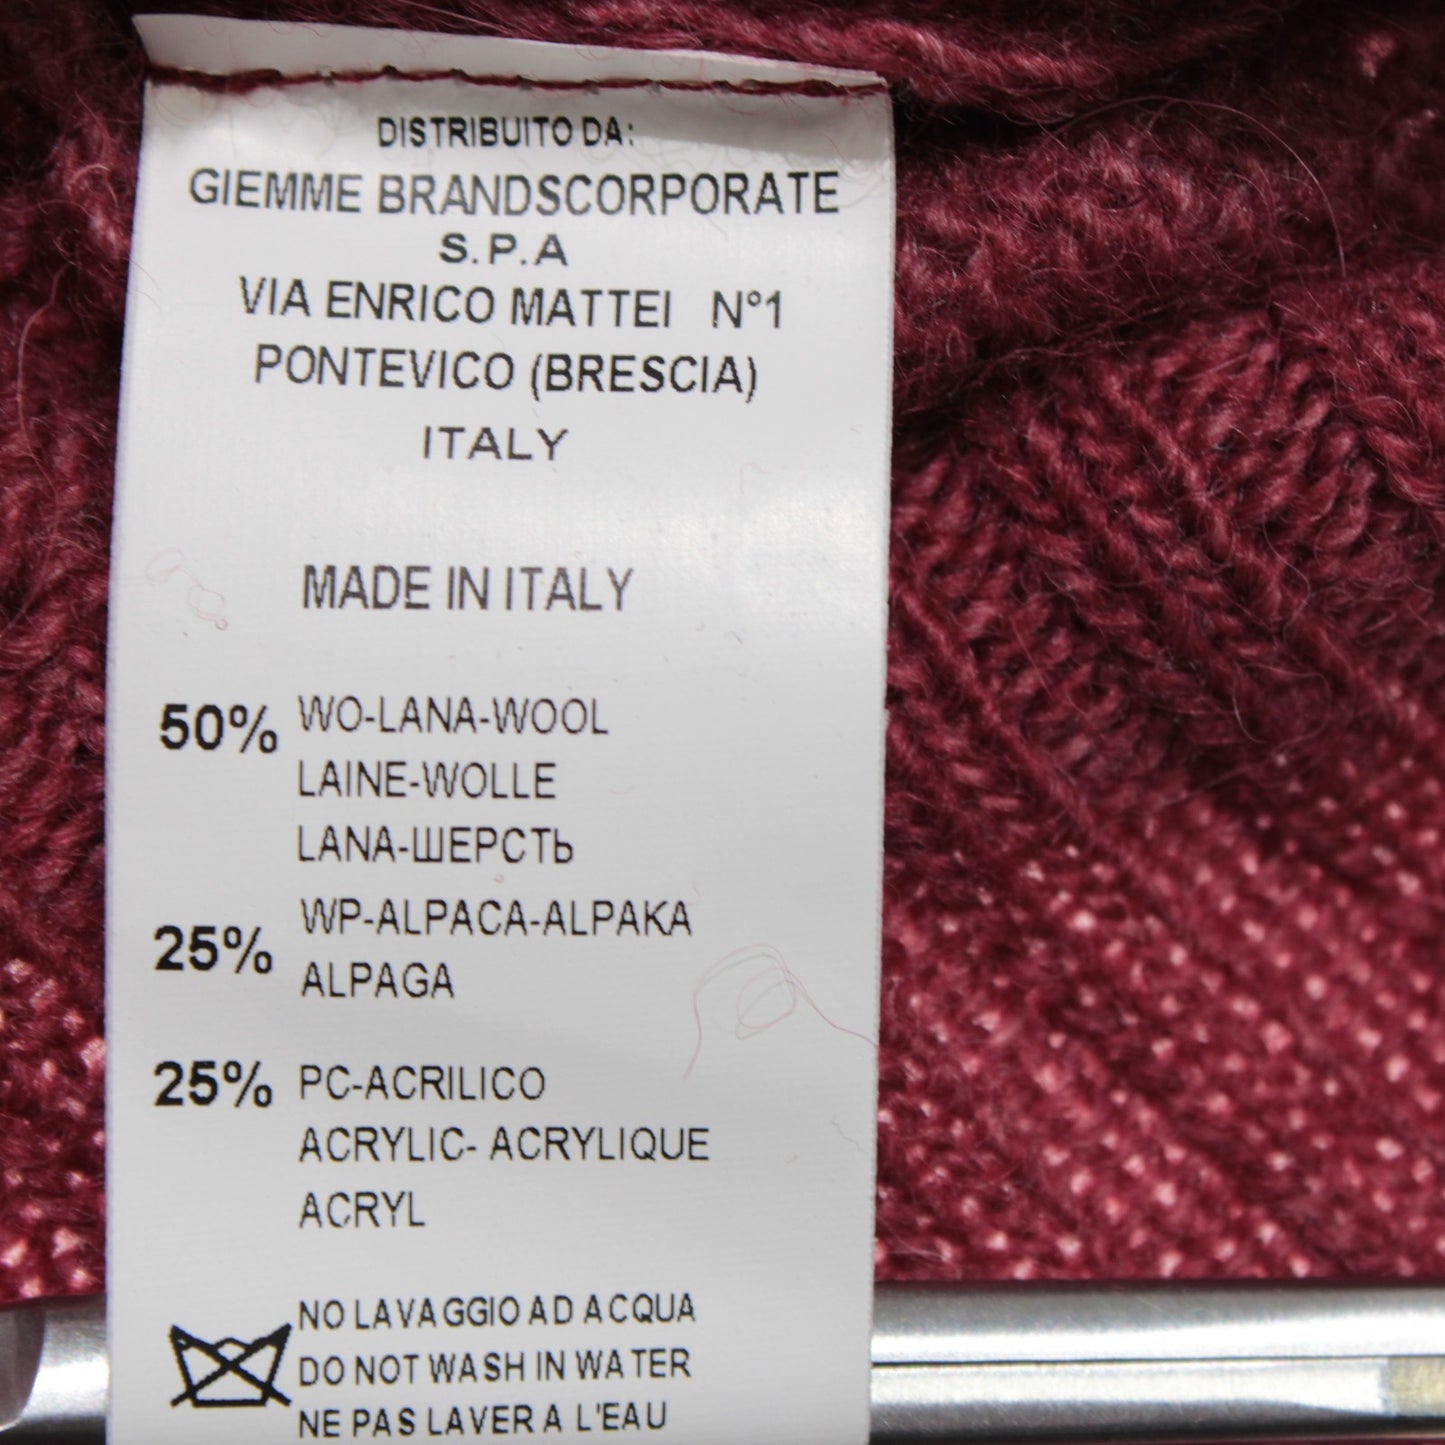 DISTRIBUITO DA:
GIEMME BRANDSCORPORATE
S.P.A
VIA ENRICO MATTEI N°1
PONTEVICO (BRESCIA)
ITALY
MADE IN ITALY
50% WO-LANA-WOOL
LAINE-WOLLE
LANA-ШЕРСТЬ
25% WP-ALPACA-ALPAKA
ALPAGA
25% PC-ACRILICO
ACRYLIC- ACRYLIQUE
ACRYL
NO LAVAGGIO AD ACQUA
DO NOT WASH IN WATER
NE PAS LAVER A L'EAU